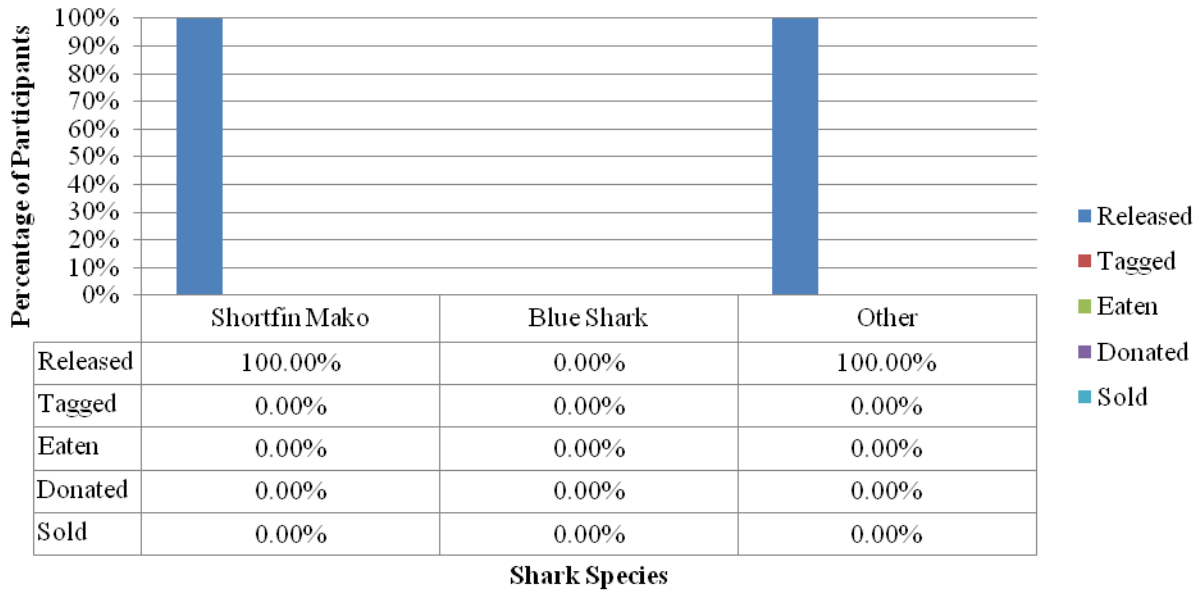 Percentage of Participants
100%
90%
80%
70%
60%
50%
40%
30%
20%
10%
0%
Shortfin Mako Blue Shark Other
Released 100.00% 0.00% 100.00%
Tagged 0.00% 0.00% 0.00%
Eaten 0.00% 0.00% 0.00%
Donated 0.00% 0.00% 0.00%
Sold 0.00% 0.00% 0.00%
Shark Species
Released
Tagged
Eaten
Donated
Sold